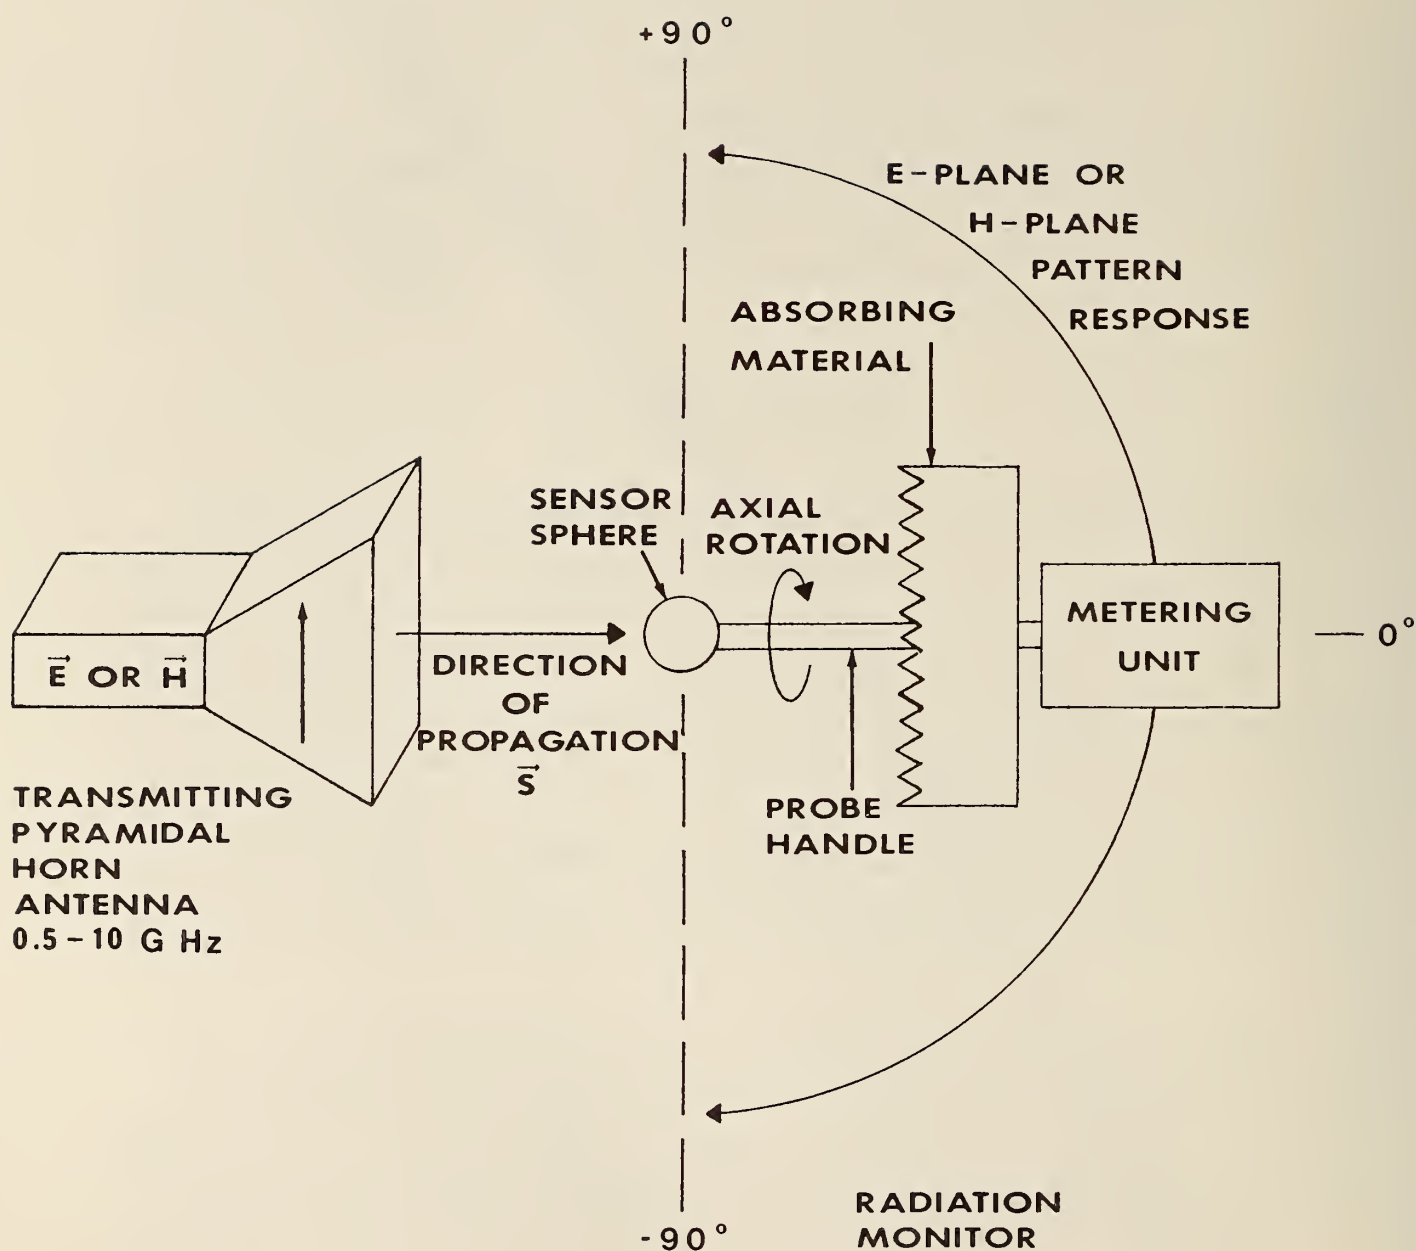 +90°
E-PLANE OR
H-PLANE
PATTERN
RESPONSE
ABSORBING
MATERIAL
SENSOR
SPHERE
AXIAL
ROTATION
METERING
UNIT
0°
E⃗ OR H⃗
DIRECTION
OF
PROPAGATION
S⃗
TRANSMITTING
PYRAMIDAL
HORN
ANTENNA
0.5-10 G Hz
PROBE
HANDLE
RADIATION
MONITOR
-90°